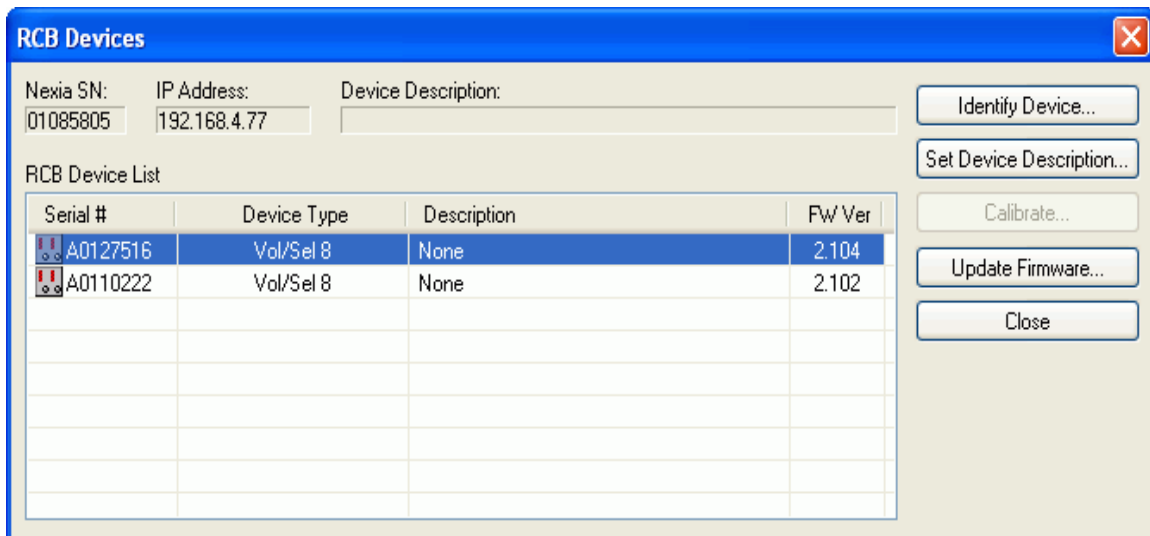 RCB Devices
Nexia SN: IP Address: Device Description:
01085805 192.168.4.77
Identify Device...
Set Device Description...
RCB Device List
Serial # Device Type Description FW Ver
Calibrate...
A0127516 Vol/Sel 8 None 2.104
A0110222 Vol/Sel 8 None 2.102
Update Firmware...
Close